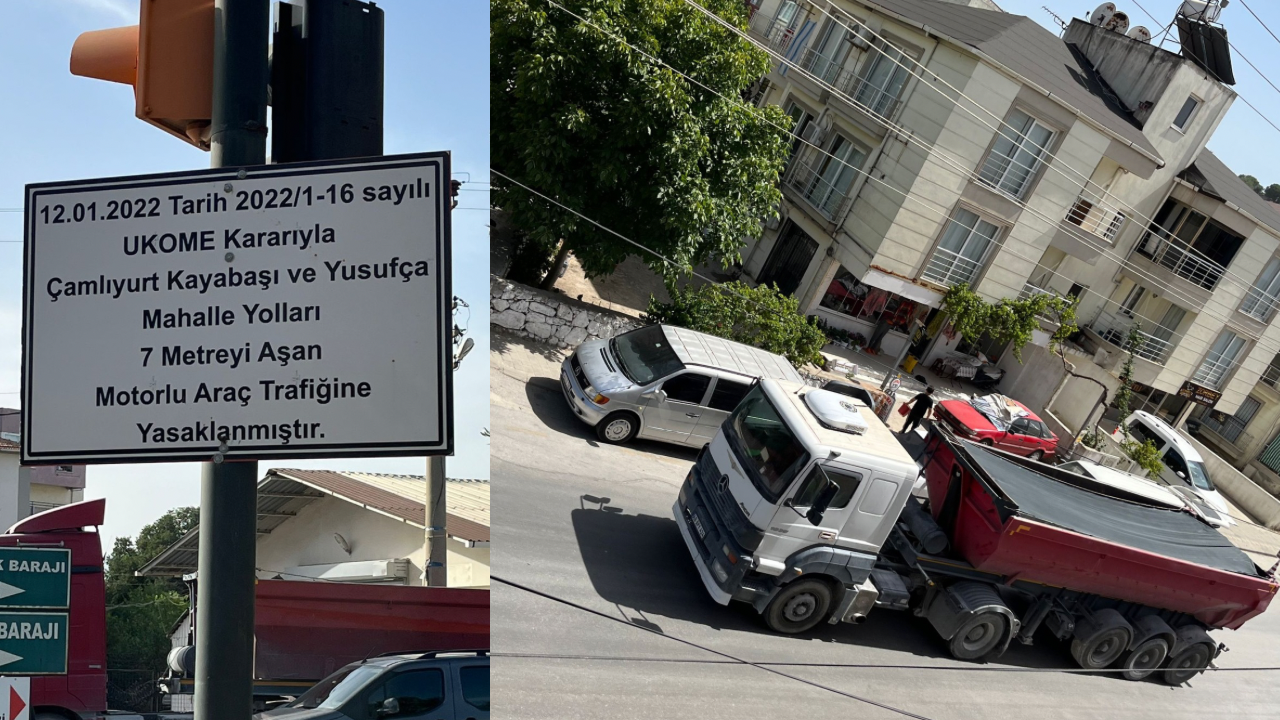 12.01.2022 Tarih 2022/1-16 sayılı
UKOME Kararıyla
Çamlıyurt Kayabaşı ve Yusufça
Mahalle Yolları
7 Metreyi Aşan
Motorlu Araç Trafiğine
Yasaklanmıştır.
K BARAJI
BARAJI